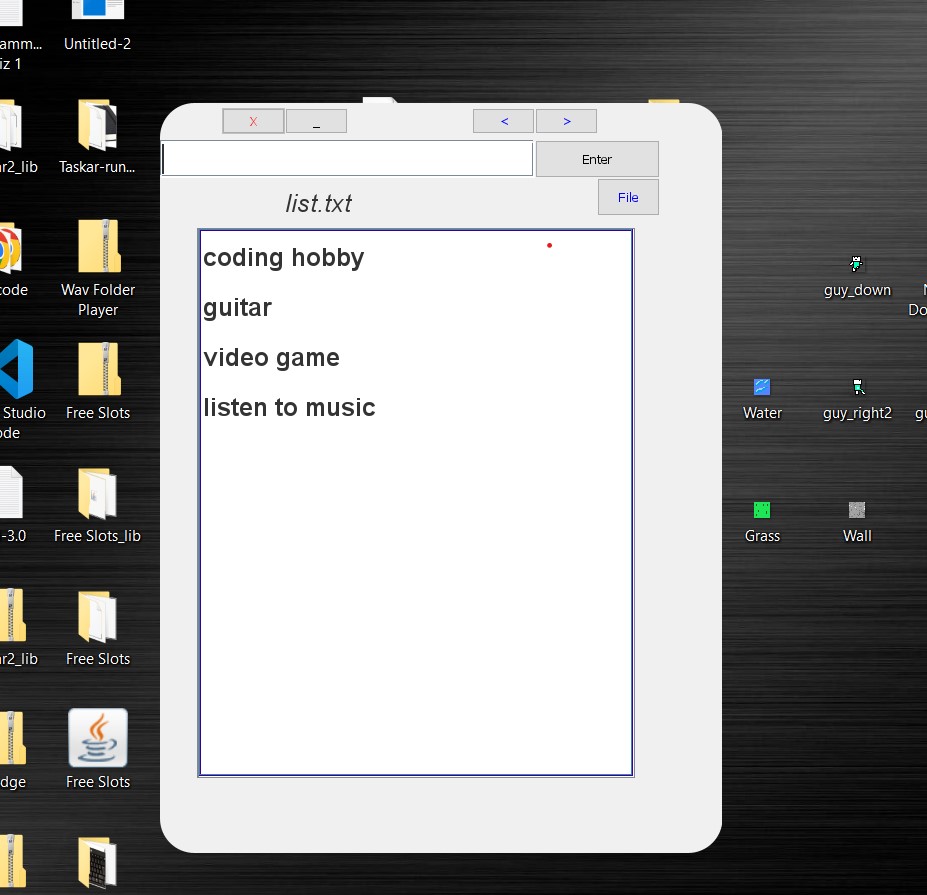 amm...
iz 1
Untitled-2
X
_
<
>
Enter
File
list.txt
coding hobby
guitar
video game
listen to music
r2_lib
Taskar-run...
code
Wav Folder
Player
Studio
ode
Free Slots
-3.0
Free Slots_lib
r2_lib
Free Slots
dge
Free Slots
guy_down
Do
Water
guy_right2
Grass
Wall